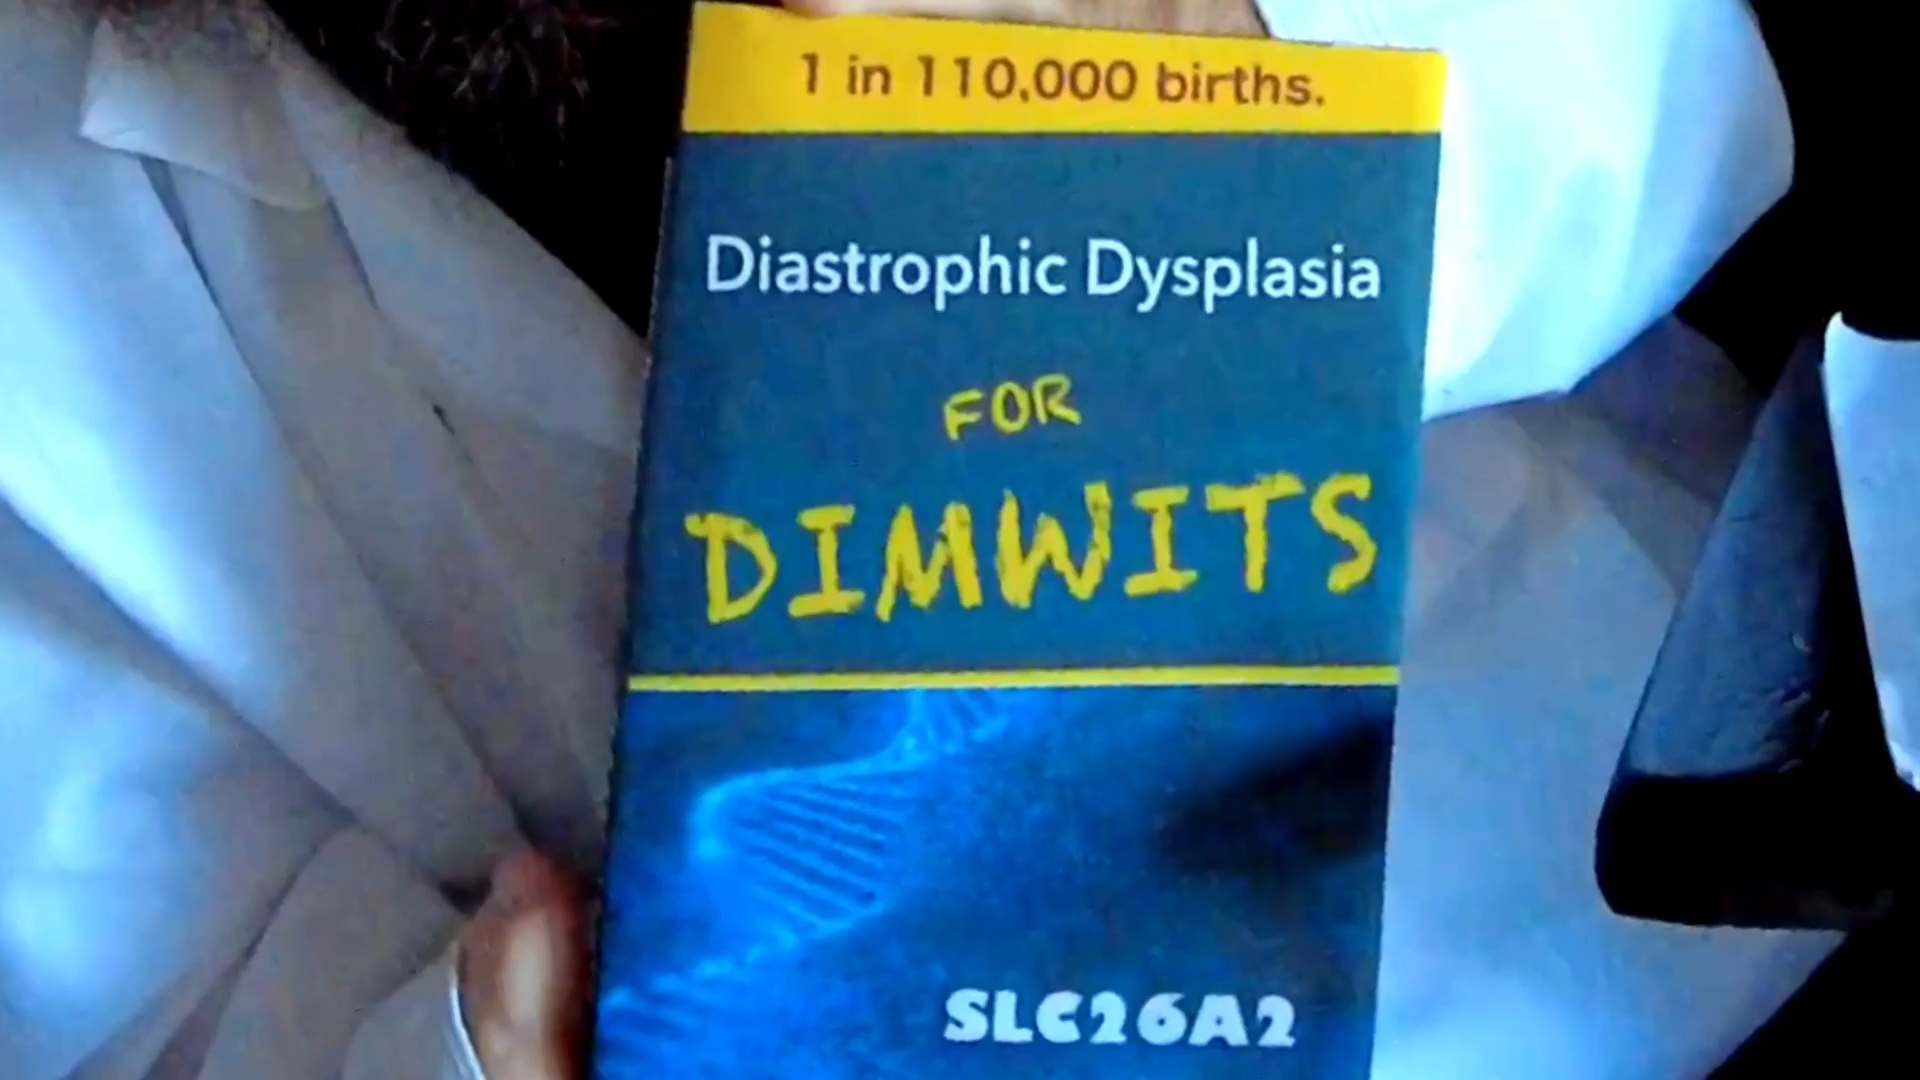 1 in 110,000 births.
Diastrophic Dysplasia
FOR
DIMWITS
SLC26A2